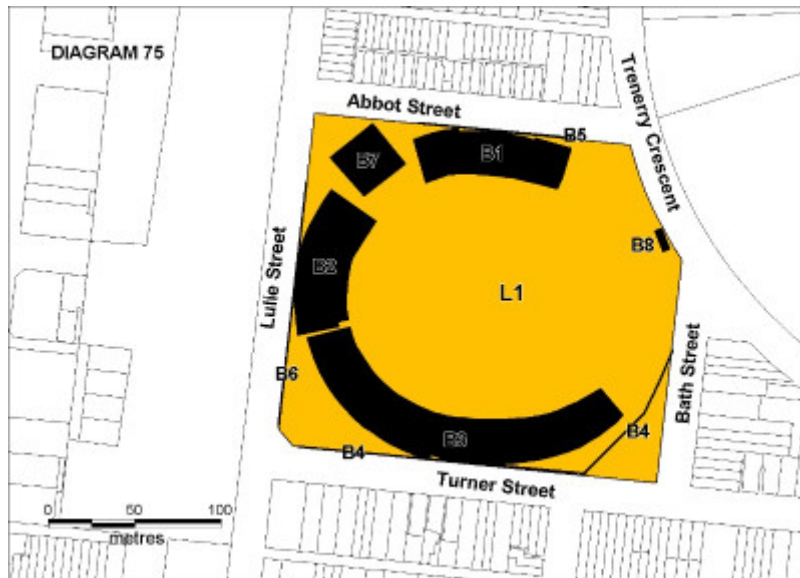 DIAGRAM 75
Abbot Street
Trenerry Crescent
B5
B1
B7
B8
B2
Lulie Street
L1
B6
Bath Street
B3
B4
B4
Turner Street
0 50 100
metres